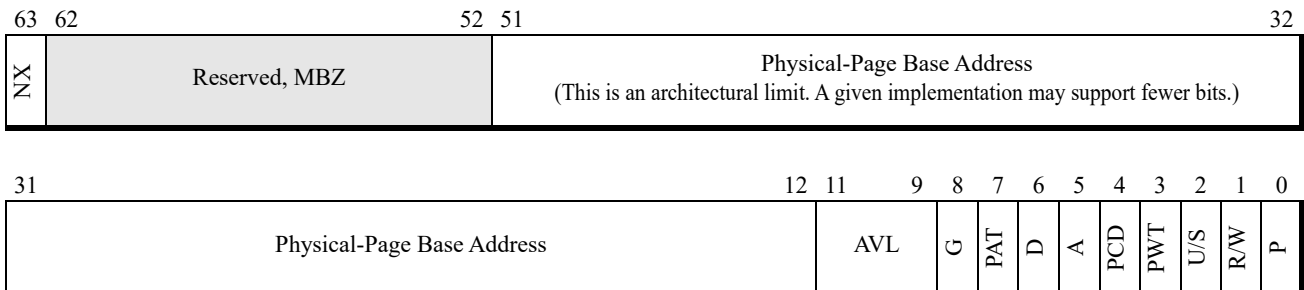 63 62 52 51 32
NX Reserved, MBZ Physical-Page Base Address
(This is an architectural limit. A given implementation may support fewer bits.)
31 12 11 9 8 7 6 5 4 3 2 1 0
Physical-Page Base Address AVL G PAT D A PCD PWT U/S R/W P